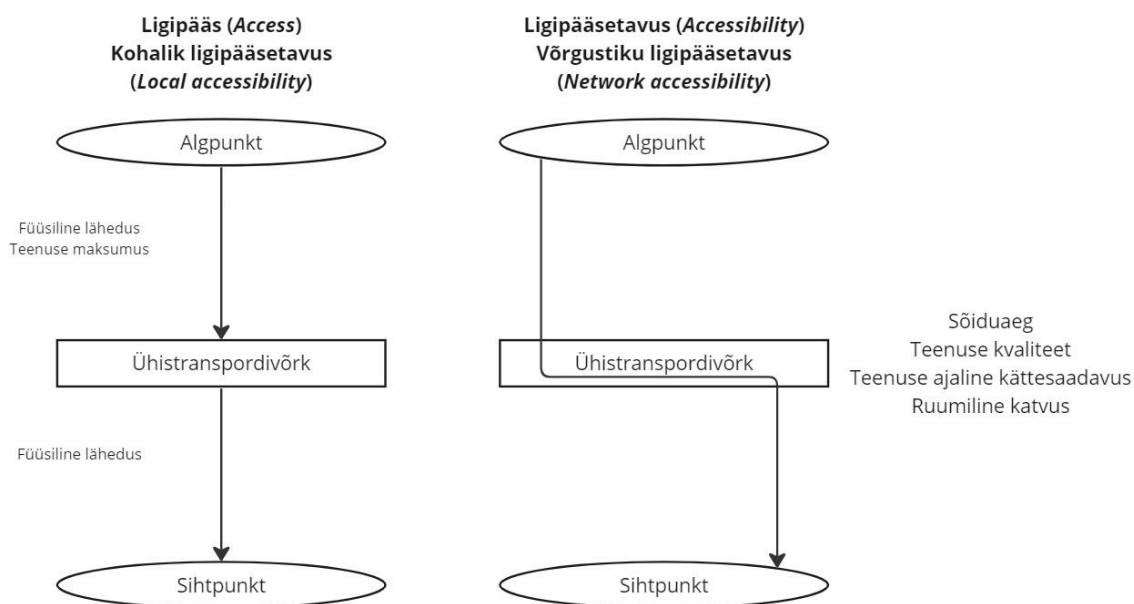 Ligipääs (Access)
Kohalik ligipääsetavus
(Local accessibility)
Algpunkt
Füüsiline lähedus
Teenuse maksumus
Ühistranspordivõrk
Füüsiline lähedus
Sihtpunkt
Ligipääsetavus (Accessibility)
Võrgustiku ligipääsetavus
(Network accessibility)
Algpunkt
Ühistranspordivõrk
Sõiduaeg
Teenuse kvaliteet
Teenuse ajaline kättesaadavus
Ruumiline katvus
Sihtpunkt